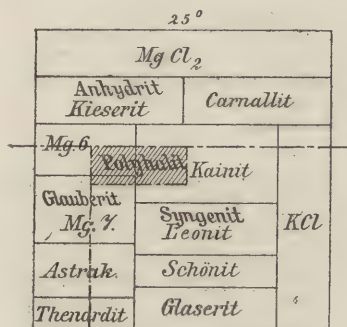 25°
Mg Cl₂
Anhydrit
Kieserit
Carnallit
Mg.6
Polyhalit
Kainit
Glauberit
Mg. 7.
Syngenit
Leonit
KCl
Astrak.
Schönit
Thenardit
Glaserit